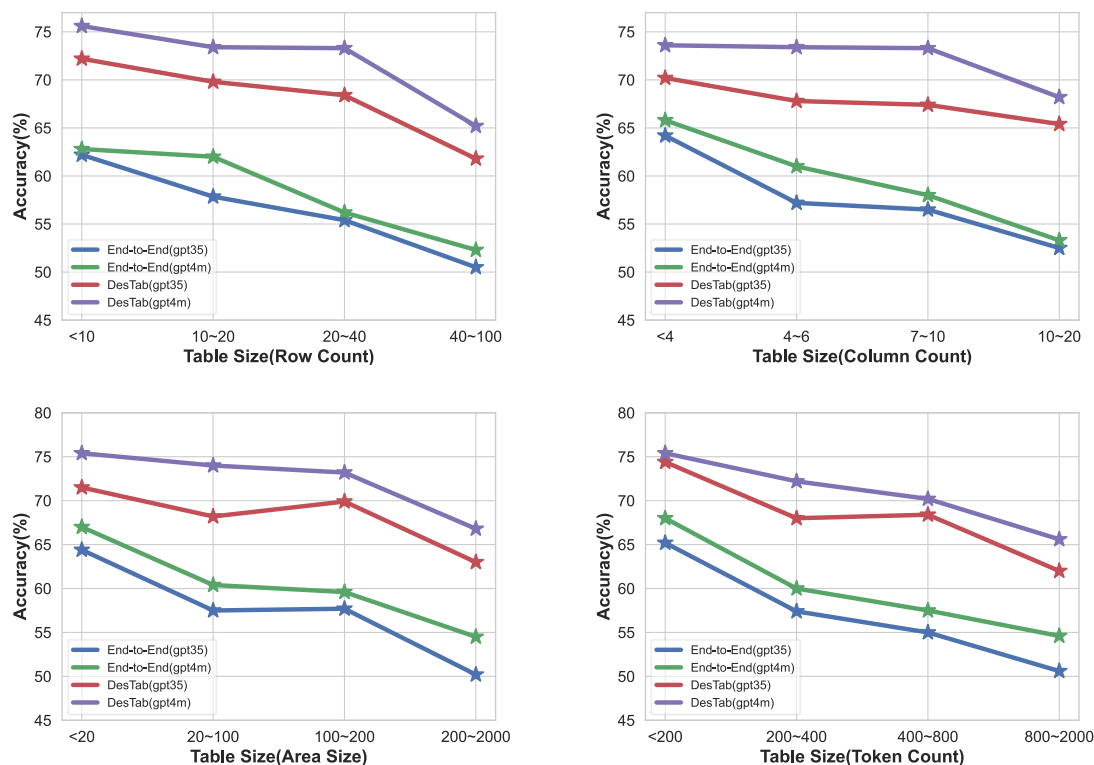 75
70
65
60
55
50
45
Accuracy(%)
End-to-End(gpt35)
End-to-End(gpt4m)
DesTab(gpt35)
DesTab(gpt4m)
<10 10~20 20~40 40~100
Table Size(Row Count)
75
70
65
60
55
50
45
Accuracy(%)
End-to-End(gpt35)
End-to-End(gpt4m)
DesTab(gpt35)
DesTab(gpt4m)
<4 4~6 7~10 10~20
Table Size(Column Count)
80
75
70
65
60
55
50
45
Accuracy(%)
End-to-End(gpt35)
End-to-End(gpt4m)
DesTab(gpt35)
DesTab(gpt4m)
<20 20~100 100~200 200~2000
Table Size(Area Size)
80
75
70
65
60
55
50
45
Accuracy(%)
End-to-End(gpt35)
End-to-End(gpt4m)
DesTab(gpt35)
DesTab(gpt4m)
<200 200~400 400~800 800~2000
Table Size(Token Count)